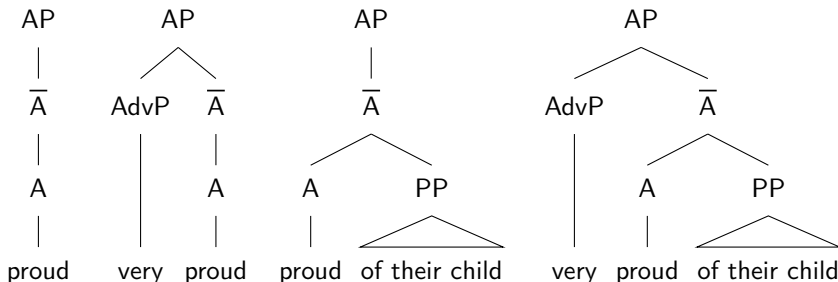 AP AP AP AP
A̅ AdvP A̅ A̅ AdvP A̅
A A A PP A PP
proud very proud proud of their child very proud of their child